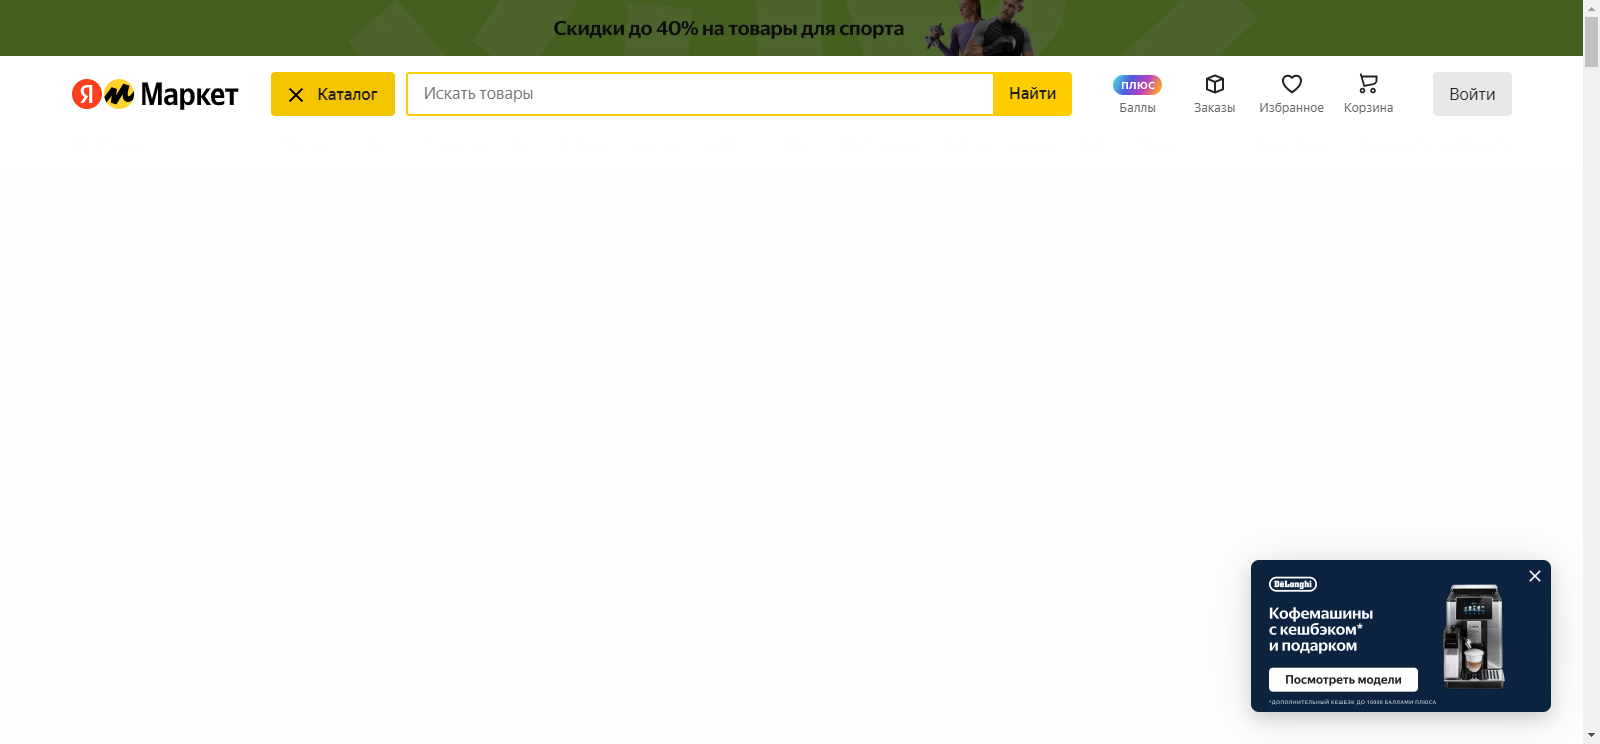 Скидки до 40% на товары для спорта
Я Маркет
Каталог
Искать товары
Найти
плюс
Баллы
Заказы
Избранное
Корзина
Войти
DeLonghi
Кофемашины
с кешбэком*
и подарком
Посмотреть модели
*ДОПОЛНИТЕЛЬНЫЙ КЕШБЭК ДО 10000 БАЛЛАМИ ПЛЮСА